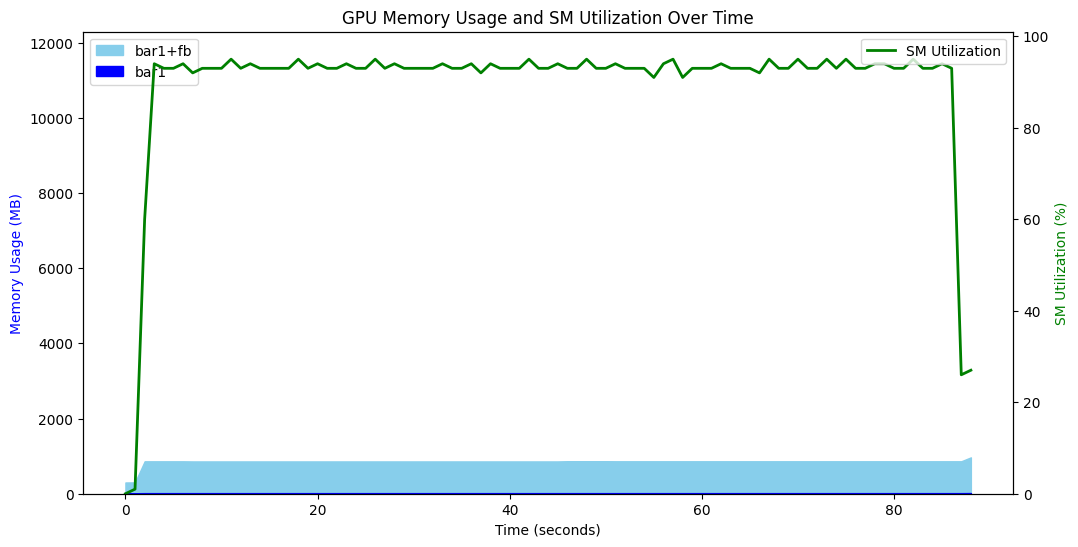 GPU Memory Usage and SM Utilization Over Time
bar1+fb
bar1
SM Utilization
Memory Usage (MB)
12000
10000
8000
6000
4000
2000
0
100
80
60
40
20
0
SM Utilization (%)
0 20 40 60 80
Time (seconds)